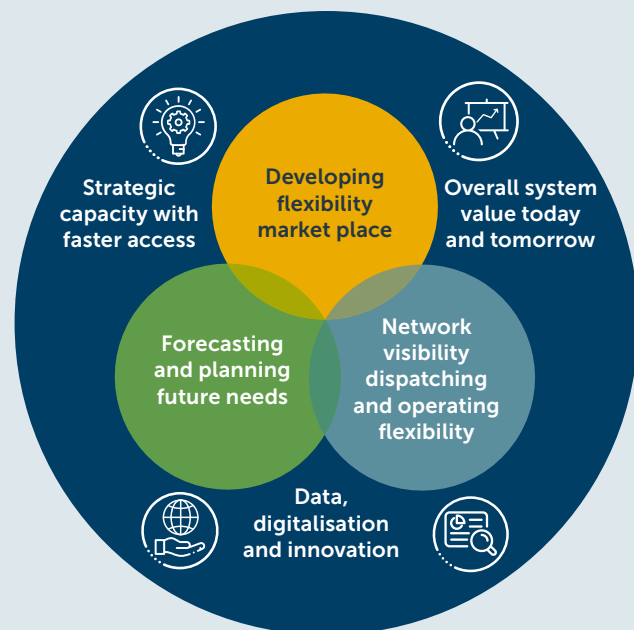 Developing
flexibility
market place
Strategic
capacity with
faster access
Overall system
value today
and tomorrow
Forecasting
and planning
future needs
Network
visibility
dispatching
and operating
flexibility
Data,
digitalisation
and innovation